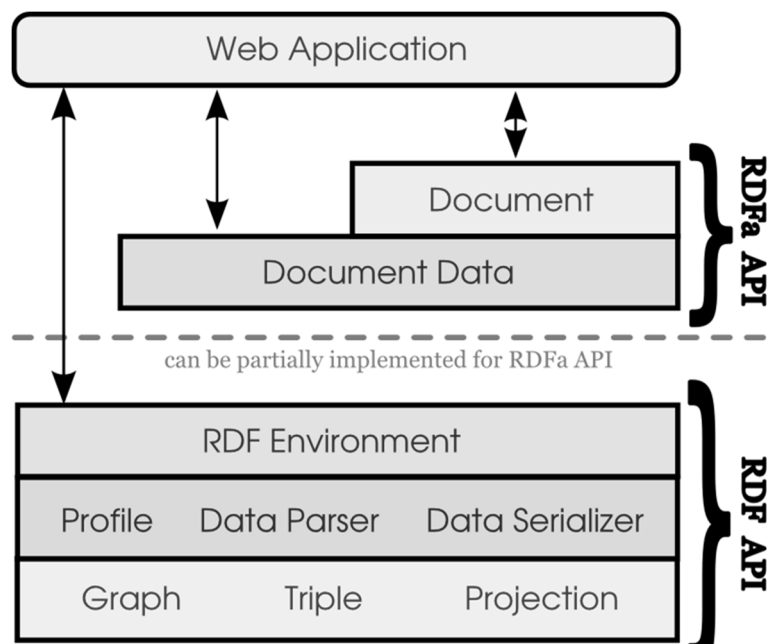 Web Application
Document
Document Data
RDFa API
can be partially implemented for RDFa API
RDF Environment
Profile Data Parser Data Serializer
Graph Triple Projection
RDF API